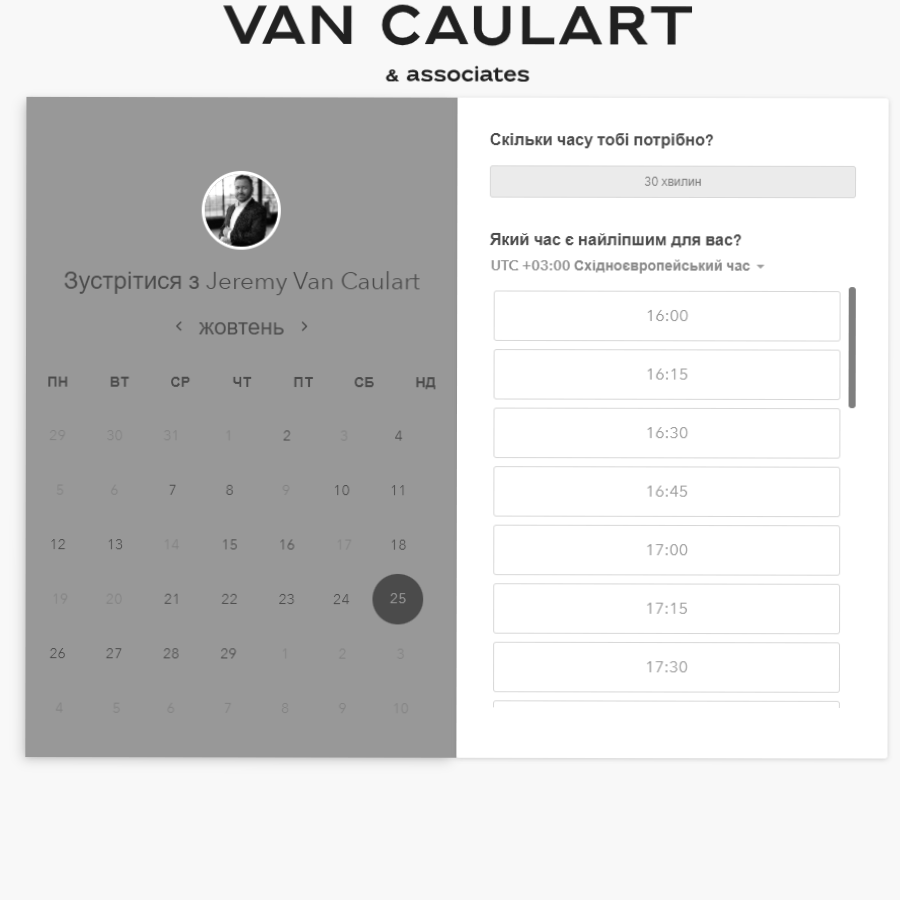 VAN CAULART
& associates
Зустрітися з Jeremy Van Caulart
жовтень
ПН ВТ СР ЧТ ПТ СБ НД
29 30 31 1 2 3 4
5 6 7 8 9 10 11
12 13 14 15 16 17 18
19 20 21 22 23 24 25
26 27 28 29 1 2 3
4 5 6 7 8 9 10
Скільки часу тобі потрібно?
30 хвилин
Який час є найліпшим для вас?
UTC +03:00 Східноєвропейський час
16:00
16:15
16:30
16:45
17:00
17:15
17:30